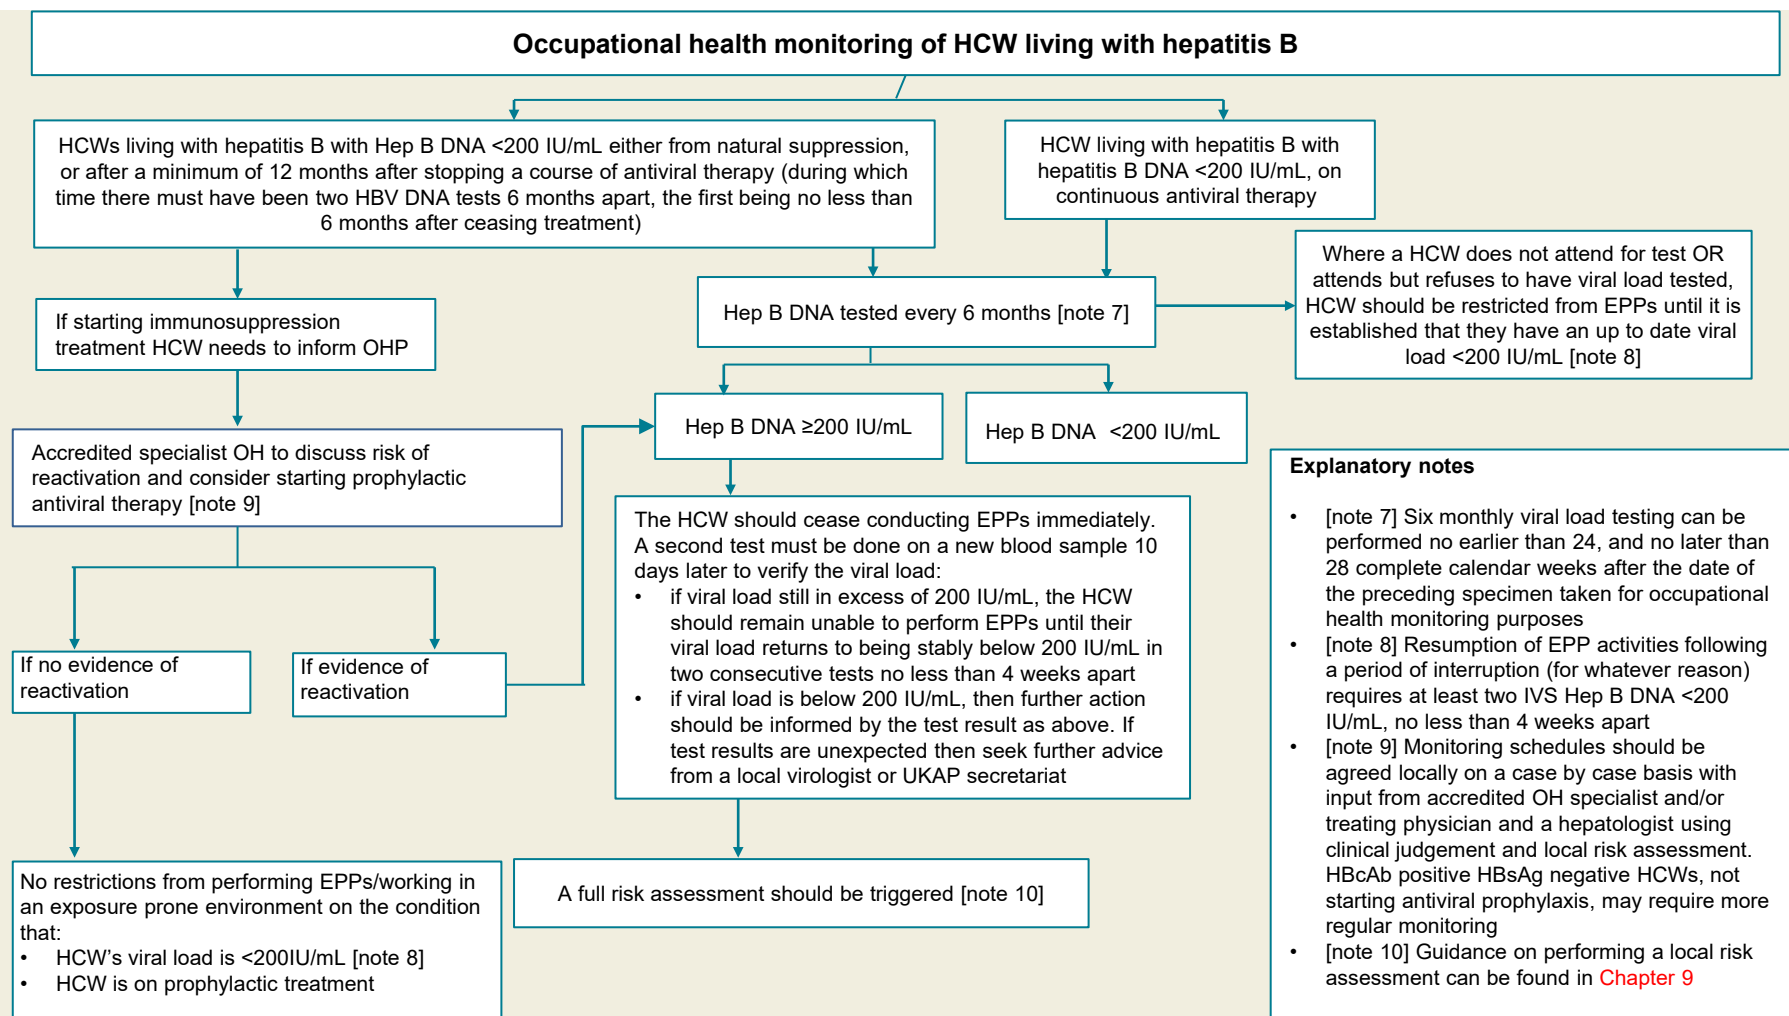 Occupational health monitoring of HCW living with hepatitis B
HCWs living with hepatitis B with Hep B DNA <200 IU/mL either from natural suppression,
or after a minimum of 12 months after stopping a course of antiviral therapy (during which
time there must have been two HBV DNA tests 6 months apart, the first being no less than
6 months after ceasing treatment)
HCW living with hepatitis B with
hepatitis B DNA <200 IU/mL, on
continuous antiviral therapy
Where a HCW does not attend for test OR
attends but refuses to have viral load tested,
HCW should be restricted from EPPs until it is
established that they have an up to date viral
load <200 IU/mL [note 8]
If starting immunosuppression
treatment HCW needs to inform OHP
Hep B DNA tested every 6 months [note 7]
Hep B DNA ≥200 IU/mL
Hep B DNA <200 IU/mL
Accredited specialist OH to discuss risk of
reactivation and consider starting prophylactic
antiviral therapy [note 9]
The HCW should cease conducting EPPs immediately.
A second test must be done on a new blood sample 10
days later to verify the viral load:
• if viral load still in excess of 200 IU/mL, the HCW
should remain unable to perform EPPs until their
viral load returns to being stably below 200 IU/mL in
two consecutive tests no less than 4 weeks apart
• if viral load is below 200 IU/mL, then further action
should be informed by the test result as above. If
test results are unexpected then seek further advice
from a local virologist or UKAP secretariat
If no evidence of
reactivation
If evidence of
reactivation
No restrictions from performing EPPs/working in
an exposure prone environment on the condition
that:
• HCW's viral load is <200IU/mL [note 8]
• HCW is on prophylactic treatment
A full risk assessment should be triggered [note 10]
Explanatory notes
• [note 7] Six monthly viral load testing can be
performed no earlier than 24, and no later than
28 complete calendar weeks after the date of
the preceding specimen taken for occupational
health monitoring purposes
• [note 8] Resumption of EPP activities following
a period of interruption (for whatever reason)
requires at least two IVS Hep B DNA <200
IU/mL, no less than 4 weeks apart
• [note 9] Monitoring schedules should be
agreed locally on a case by case basis with
input from accredited OH specialist and/or
treating physician and a hepatologist using
clinical judgement and local risk assessment.
HBcAb positive HBsAg negative HCWs, not
starting antiviral prophylaxis, may require more
regular monitoring
• [note 10] Guidance on performing a local risk
assessment can be found in Chapter 9